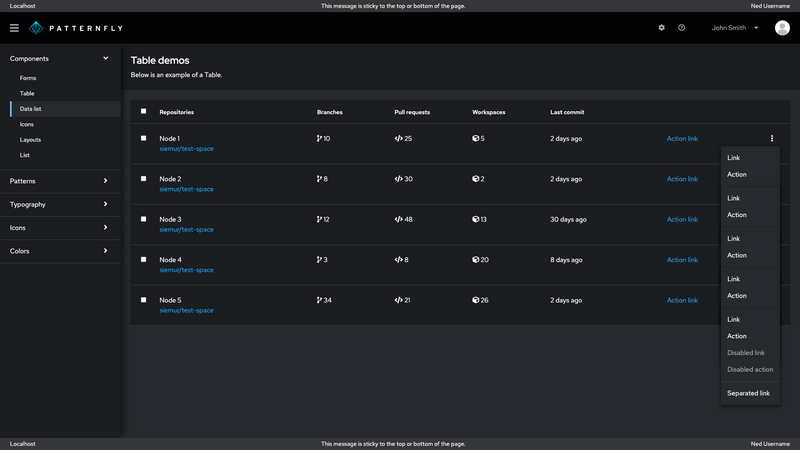 Localhost This message is sticky to the top or bottom of the page. Ned Username
PATTERNFLY John Smith
Components
Forms
Table
Data list
Icons
Layouts
List
Patterns
Typography
Icons
Colors
Table demos
Below is an example of a Table.
Repositories Branches Pull requests Workspaces Last commit
Node 1 10 25 5 2 days ago Action link
siemur/test-space
Node 2 8 30 2 2 days ago Action link
siemur/test-space
Node 3 12 48 13 30 days ago Action link
siemur/test-space
Node 4 3 8 20 8 days ago Action link
siemur/test-space
Node 5 34 21 26 2 days ago Action link
siemur/test-space
Link
Action
Link
Action
Link
Action
Link
Action
Link
Action
Disabled link
Disabled action
Separated link
Localhost This message is sticky to the top or bottom of the page. Ned Username